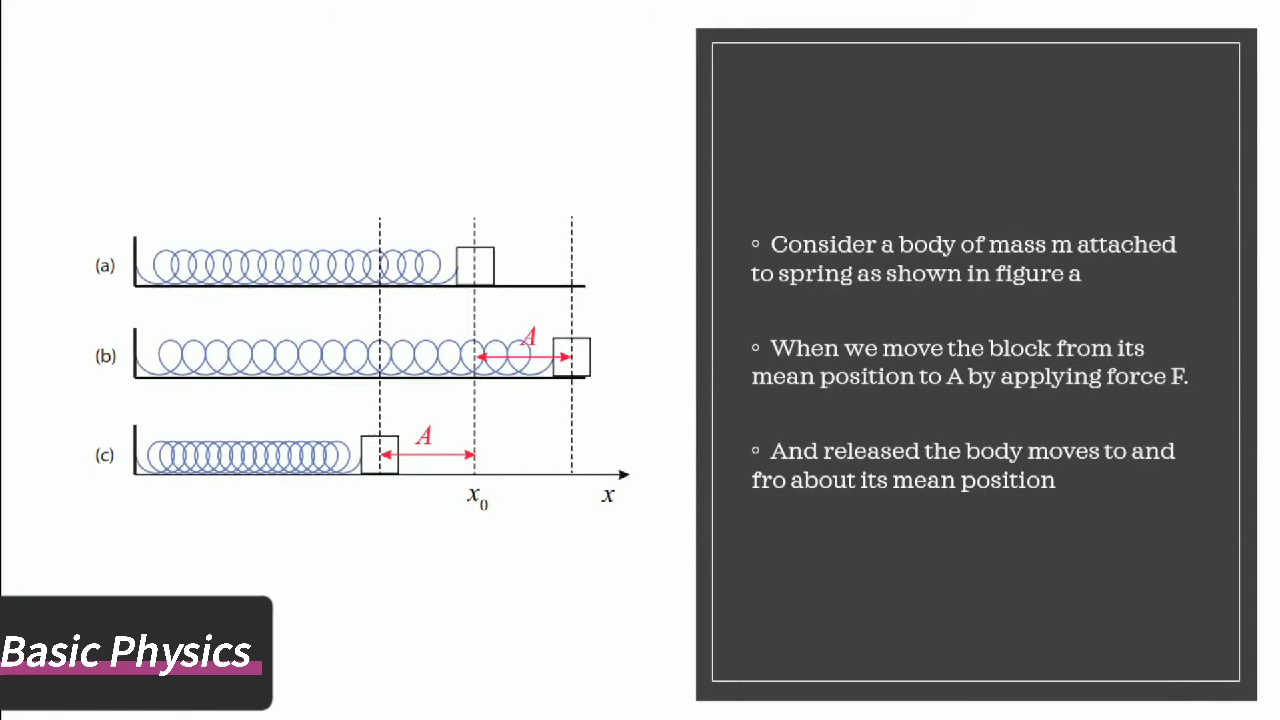 (a)
(b)
A
(c)
A
x₀
x
◦ Consider a body of mass m attached
to spring as shown in figure a
◦ When we move the block from its
mean position to A by applying force F.
◦ And released the body moves to and
fro about its mean position
Basic Physics